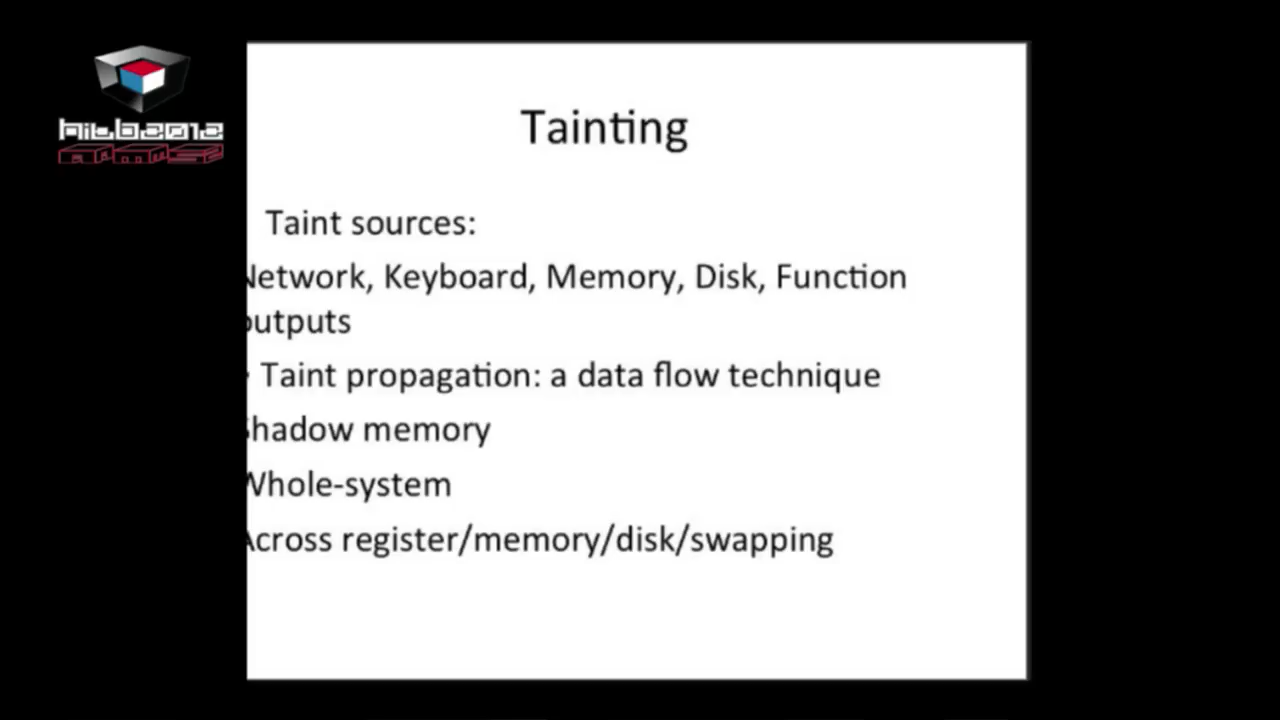 hitb2012
AMS
Tainting
Taint sources:
Network, Keyboard, Memory, Disk, Function
outputs
• Taint propagation: a data flow technique
Shadow memory
Whole-system
Across register/memory/disk/swapping